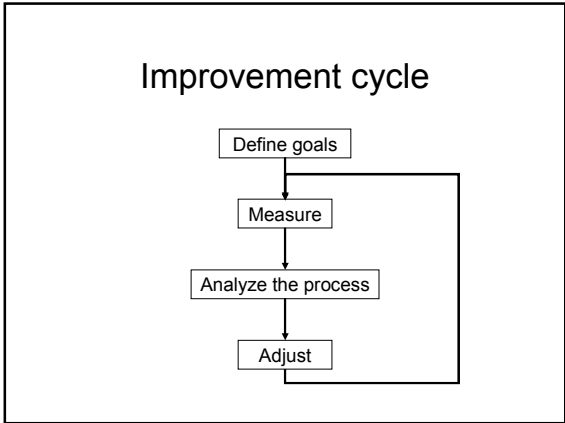 Improvement cycle
Define goals
Measure
Analyze the process
Adjust